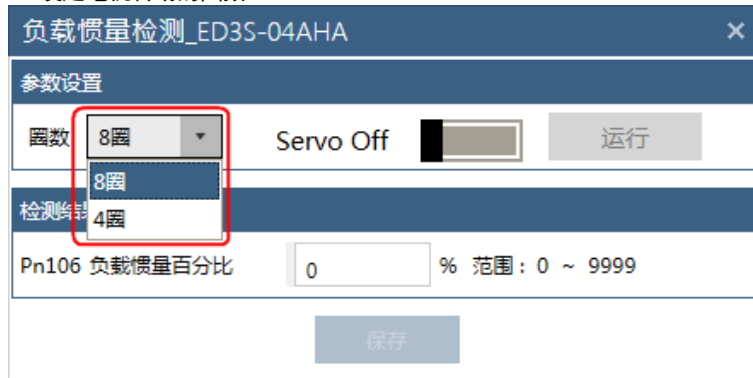 负载惯量检测_ED3S-04AHA
参数设置
圈数 8圈 Servo Off 运行
8圈
4圈
Pn106 负载惯量百分比 0 % 范围：0 ~ 9999
保存